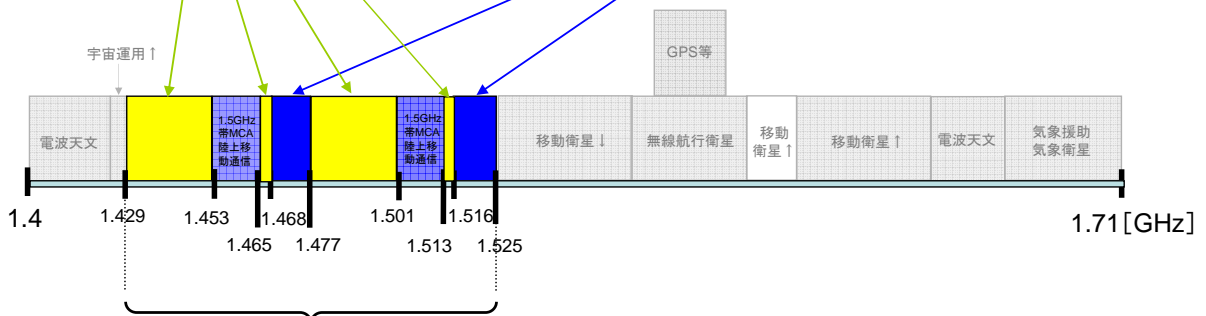 宇宙運用↑
GPS等
電波天文
1.5GHz
帯MCA
陸上移
動通信
1.5GHz
帯MCA
陸上移
動通信
移動衛星↓
無線航行衛星
移動
衛星↑
移動衛星↑
電波天文
気象援助
気象衛星
1.4
1.429
1.453
1.465
1.468
1.477
1.501
1.513
1.516
1.525
1.71[GHz]